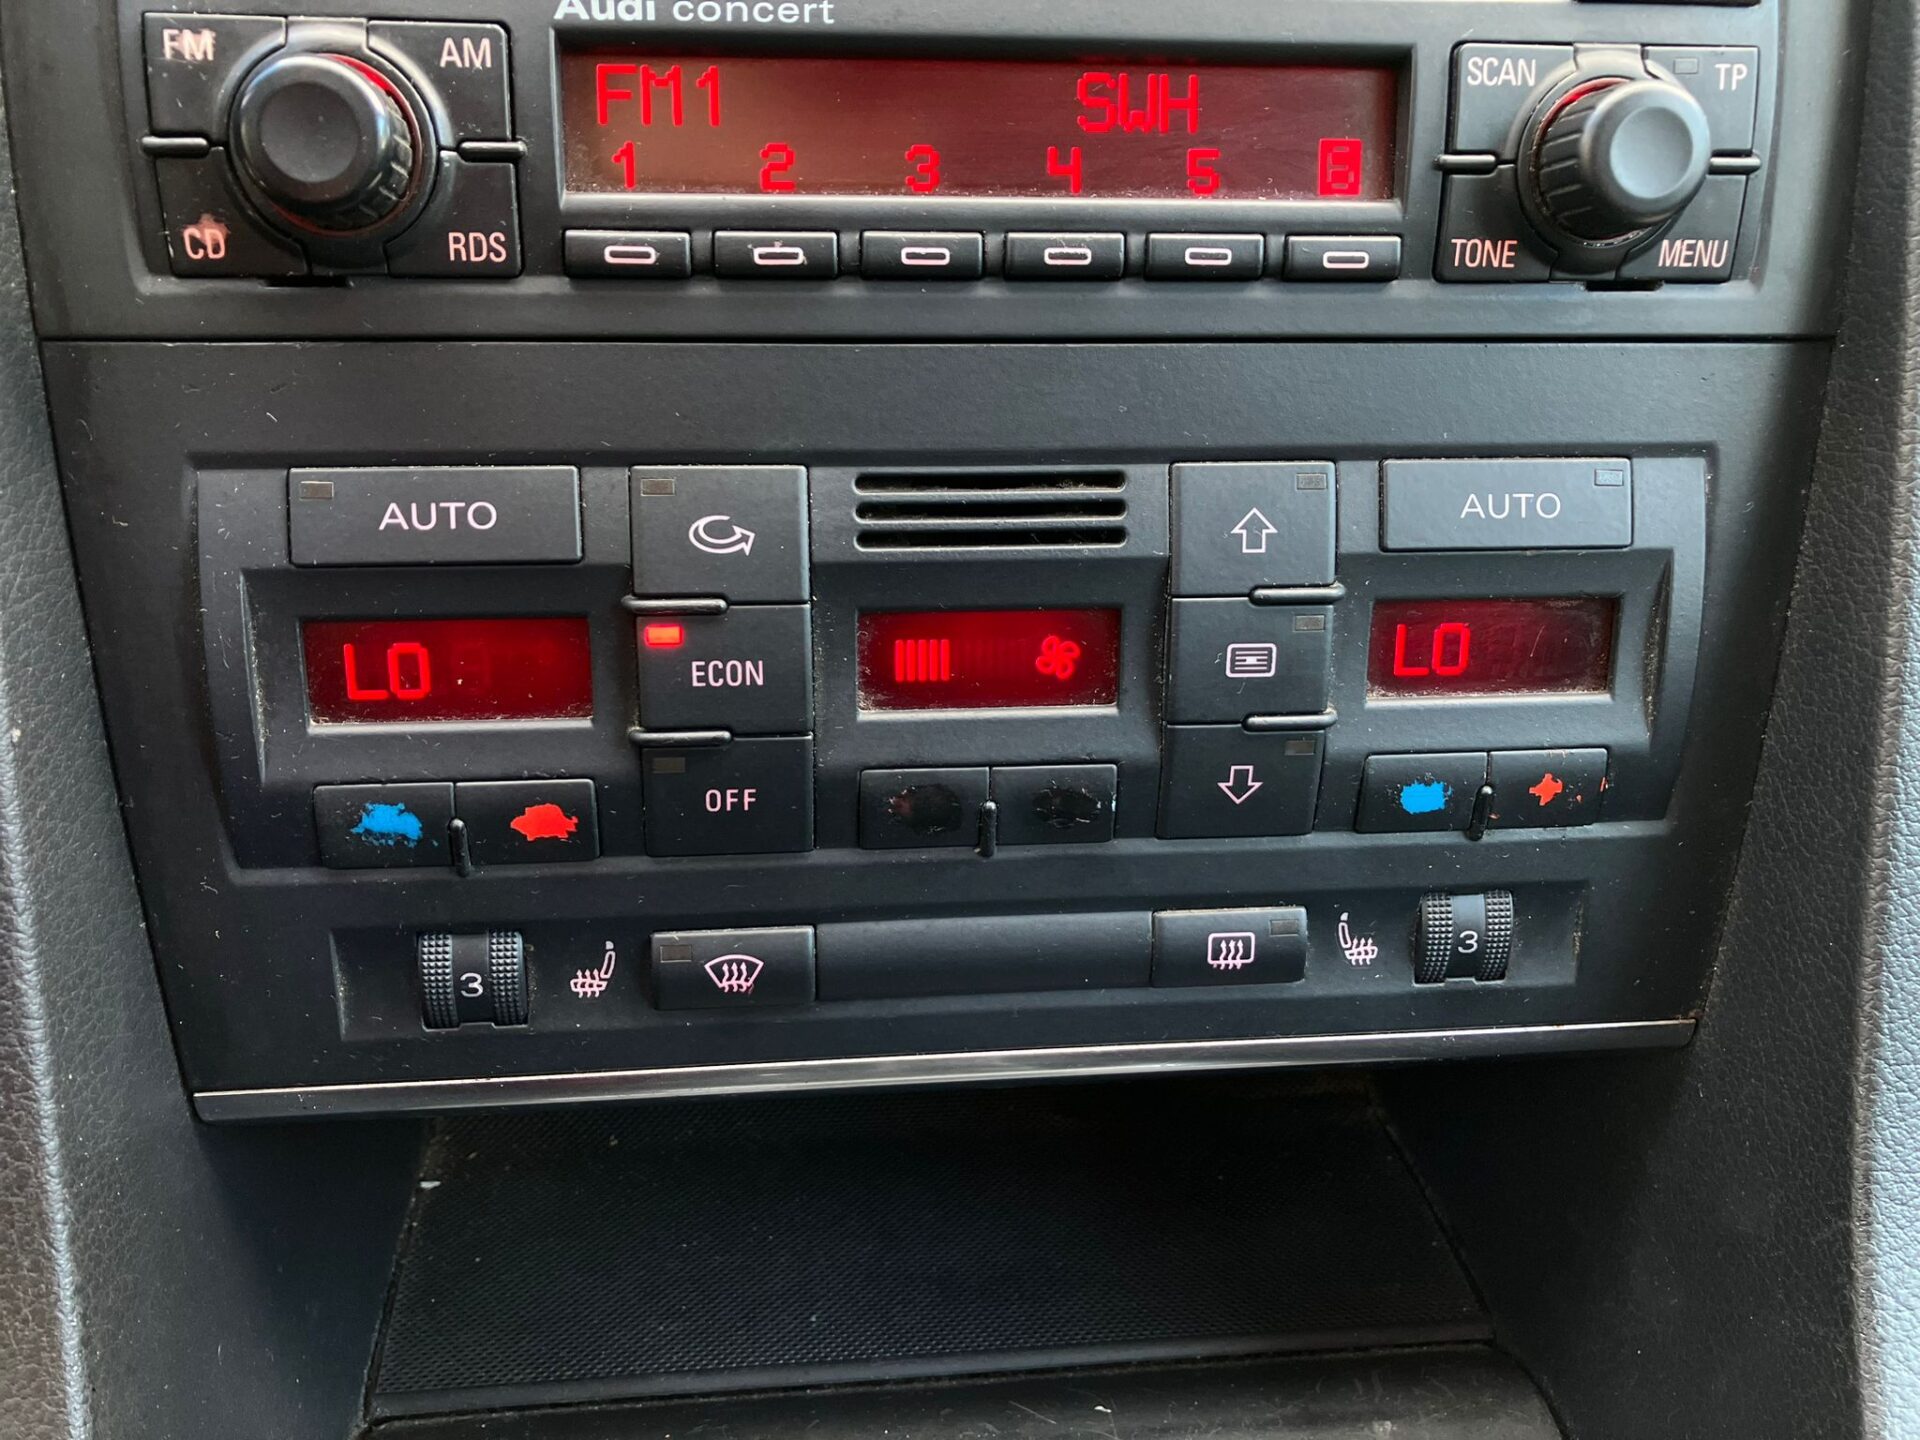 Audi concert
FM AM
FM1 SWH
1 2 3 4 5 6
SCAN TP
CD RDS
TONE MENU
AUTO
AUTO
LO
ECON
LO
OFF
3
3